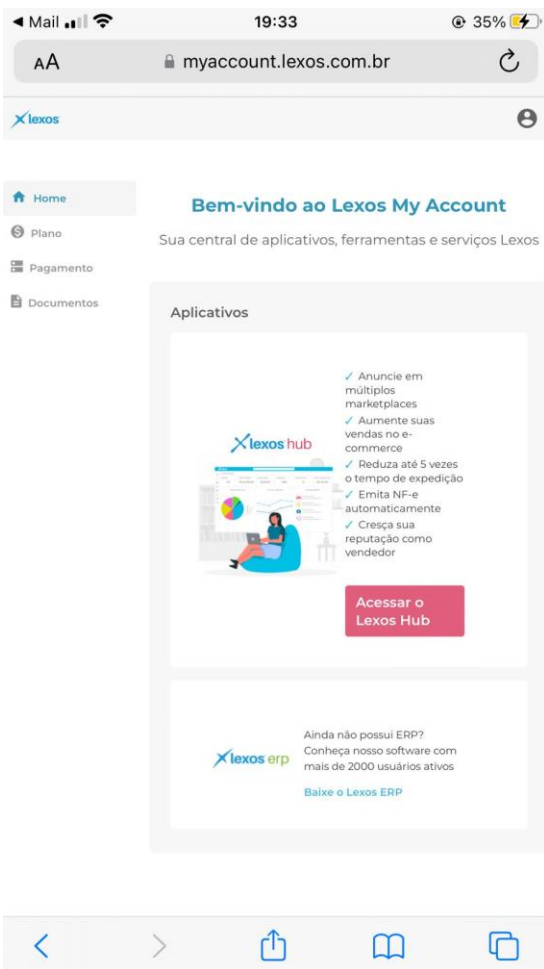 Mail
19:33
35%
AA
myaccount.lexos.com.br
lexos
Home
Plano
Pagamento
Documentos
Bem-vindo ao Lexos My Account
Sua central de aplicativos, ferramentas e serviços Lexos
Aplicativos
lexos hub
✓ Anuncie em
múltiplos
marketplaces
✓ Aumente suas
vendas no e-
commerce
✓ Reduza até 5 vezes
o tempo de expedição
✓ Emita NF-e
automaticamente
✓ Cresça sua
reputação como
vendedor
Acessar o
Lexos Hub
lexos erp
Ainda não possui ERP?
Conheça nosso software com
mais de 2000 usuários ativos
Baixe o Lexos ERP